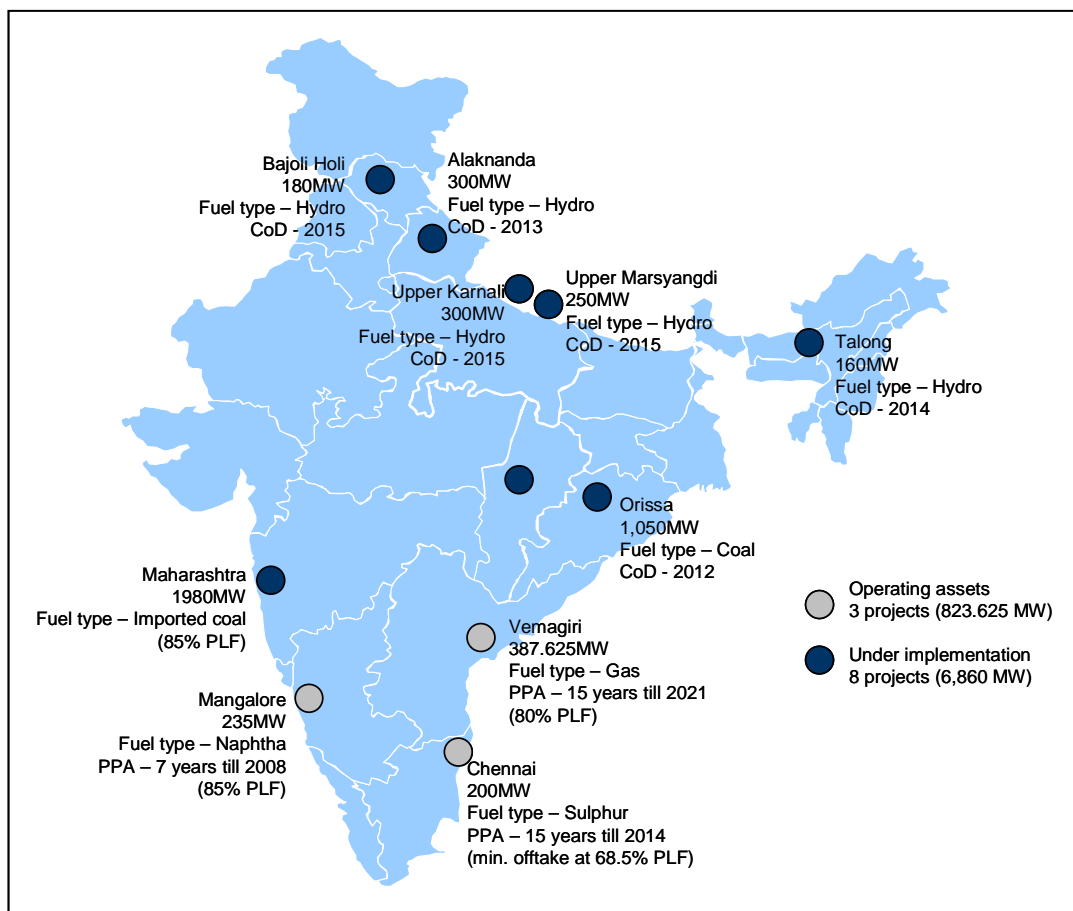 Bajoli Holi
180MW
Fuel type – Hydro
CoD - 2015
Alaknanda
300MW
Fuel type – Hydro
CoD - 2013
Upper Karnali
300MW
Fuel type – Hydro
CoD - 2015
Upper Marsyangdi
250MW
Fuel type – Hydro
CoD - 2015
Talong
160MW
Fuel type – Hydro
CoD - 2014
Orissa
1,050MW
Fuel type – Coal
CoD - 2012
Maharashtra
1980MW
Fuel type – Imported coal
(85% PLF)
Vemagiri
387.625MW
Fuel type – Gas
PPA – 15 years till 2021
(80% PLF)
Mangalore
235MW
Fuel type – Naphtha
PPA – 7 years till 2008
(85% PLF)
Chennai
200MW
Fuel type – Sulphur
PPA – 15 years till 2014
(min. offtake at 68.5% PLF)
Operating assets
3 projects (823.625 MW)
Under implementation
8 projects (6,860 MW)